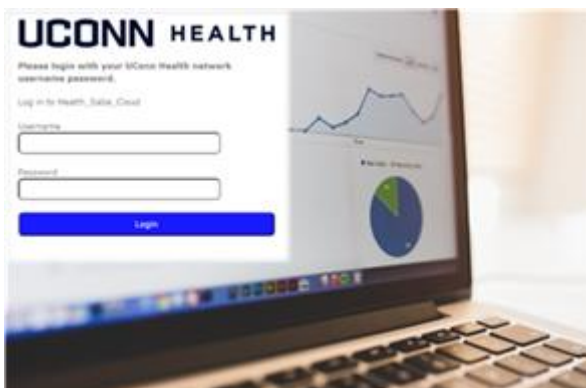 UCONN HEALTH
Please login with your UConn Health network
username password.
Log in to Health_Saba_Cloud
Username
Password
Login